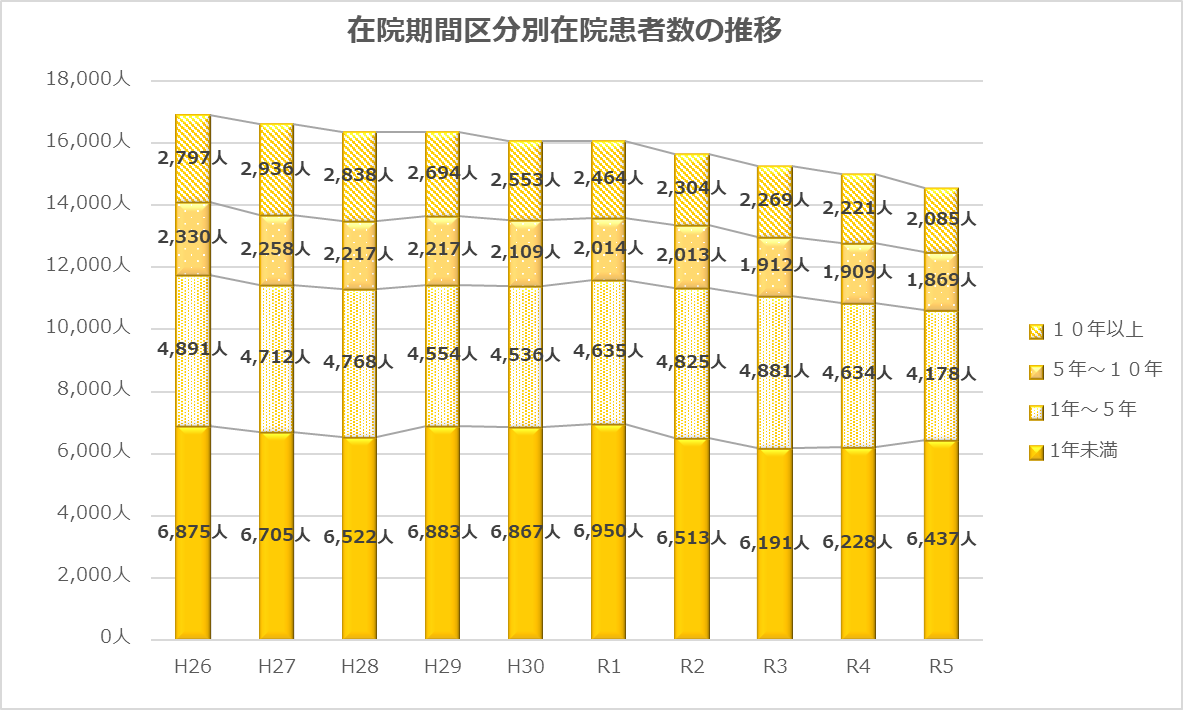 在院期間区分別在院患者数の推移
18,000人
16,000人
14,000人
12,000人
10,000人
8,000人
6,000人
4,000人
2,000人
0人
2,797人 2,936人 2,838人 2,694人 2,553人 2,464人 2,304人 2,269人 2,221人 2,085人
2,330人 2,258人 2,217人 2,217人 2,109人 2,014人 2,013人 1,912人 1,909人 1,869人
4,891人 4,712人 4,768人 4,554人 4,536人 4,635人 4,825人 4,881人 4,634人 4,178人
6,875人 6,705人 6,522人 6,883人 6,867人 6,950人 6,513人 6,191人 6,228人 6,437人
H26 H27 H28 H29 H30 R1 R2 R3 R4 R5
１０年以上
５年～１０年
1年～５年
1年未満